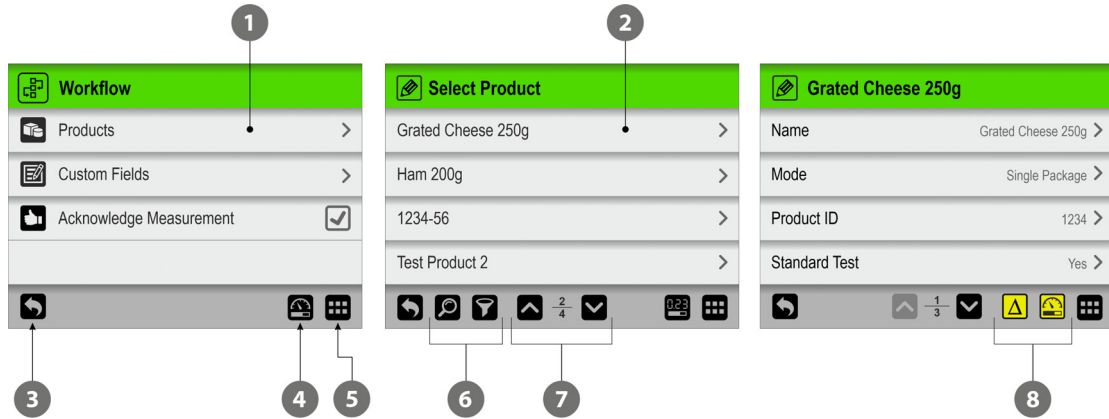 1
2
Workflow
Products
Custom Fields
Acknowledge Measurement
Select Product
Grated Cheese 250g
Ham 200g
1234-56
Test Product 2
2
4
0.23
Grated Cheese 250g
Name Grated Cheese 250g
Mode Single Package
Product ID 1234
Standard Test Yes
1
3
Δ
3
4
5
6
7
8